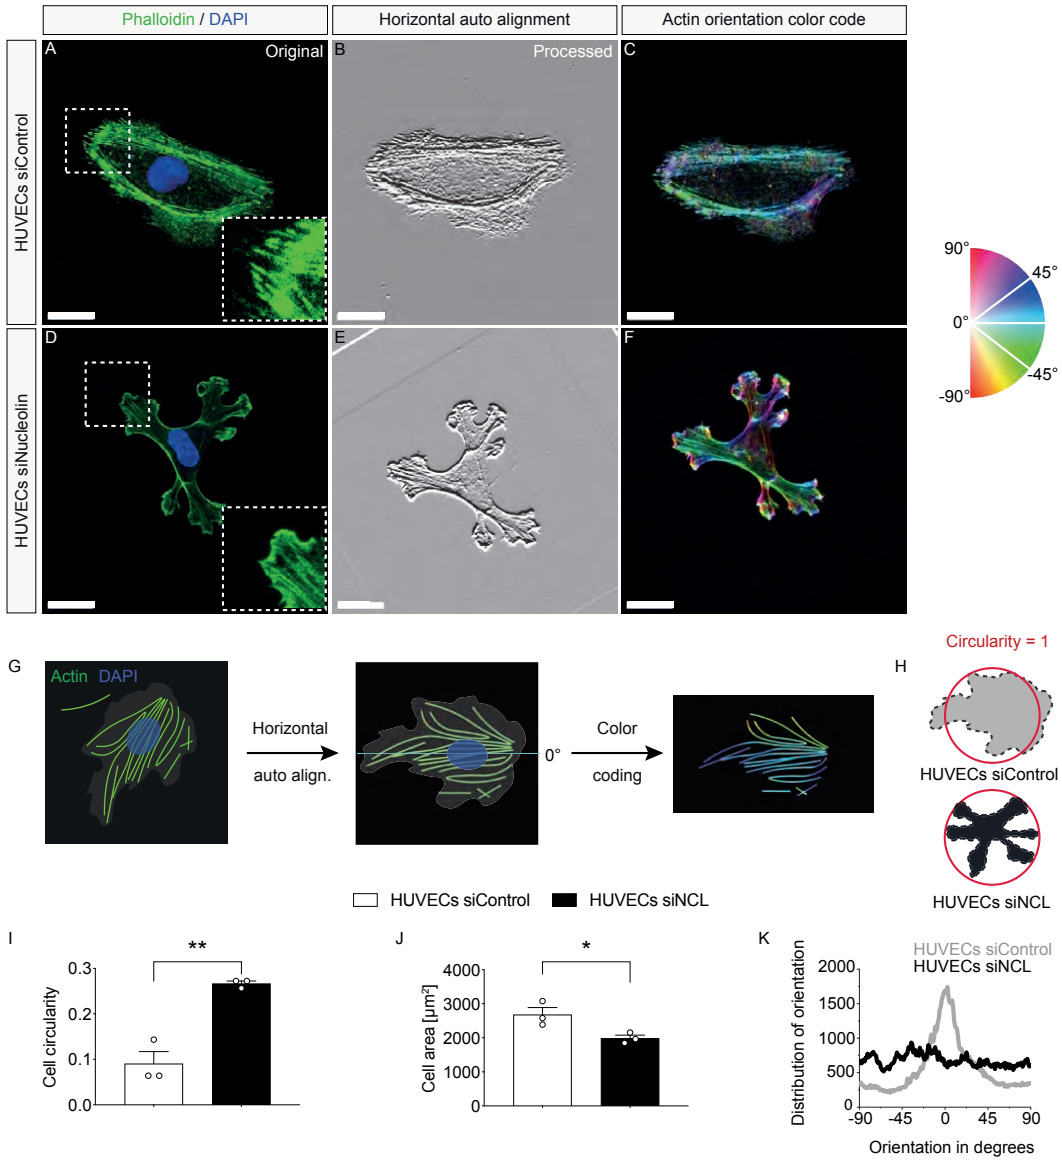 Phalloidin / DAPI
Horizontal auto alignment
Actin orientation color code
HUVECs siControl
A
Original
B
Processed
C
90°
45°
0°
-45°
-90°
HUVECs siNucleolin
D
E
F
G
Actin DAPI
Horizontal
auto align.
0°
Color
coding
H
Circularity = 1
HUVECs siControl
HUVECs siNCL
HUVECs siControl
HUVECs siNCL
I
**
Cell circularity
0.3
0.2
0.1
0.0
J
*
Cell area [µm²]
4000
3000
2000
1000
0
K
HUVECs siControl
HUVECs siNCL
Distribution of orientation
2000
1500
1000
500
0
-90
-45
0
45
90
Orientation in degrees